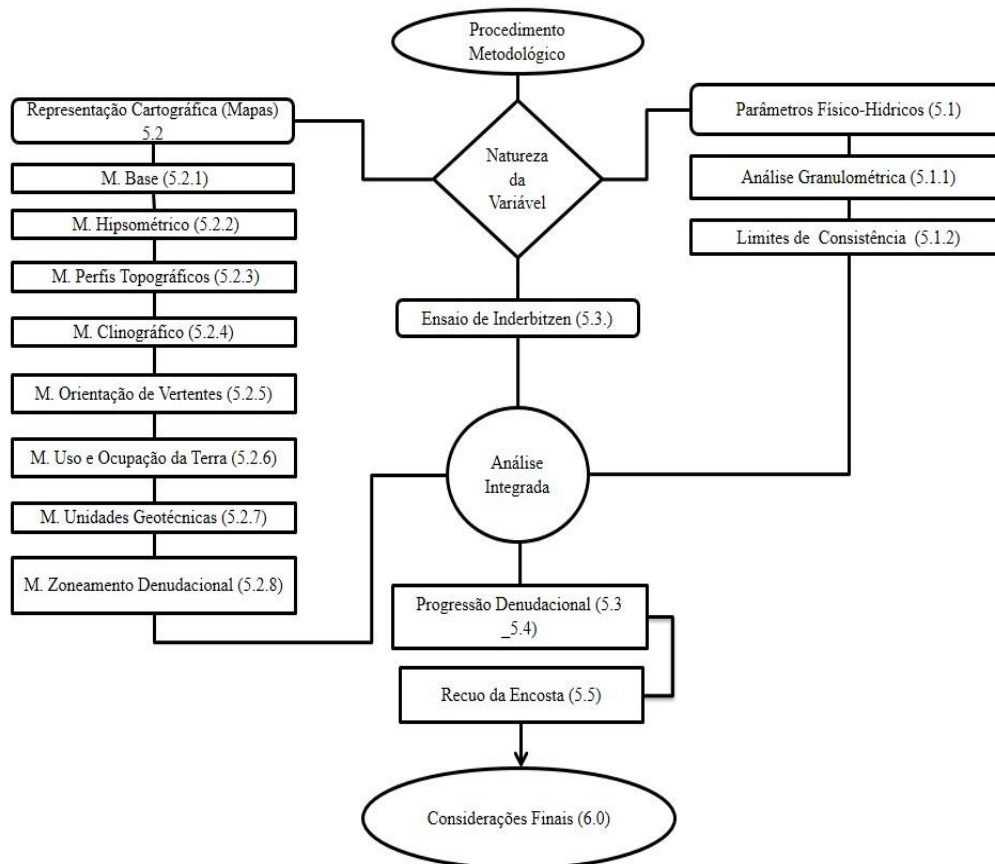 Procedimento
Metodológico
Natureza
da
Variável
Representação Cartográfica (Mapas)
5.2
M. Base (5.2.1)
M. Hipsométrico (5.2.2)
M. Perfis Topográficos (5.2.3)
M. Clinográfico (5.2.4)
M. Orientação de Vertentes (5.2.5)
M. Uso e Ocupação da Terra (5.2.6)
M. Unidades Geotécnicas (5.2.7)
M. Zoneamento Denudacional (5.2.8)
Parâmetros Físico-Hidricos (5.1)
Análise Granulométrica (5.1.1)
Limites de Consistência (5.1.2)
Ensaio de Inderbitzen (5.3.)
Análise
Integrada
Progressão Denudacional (5.3
_5.4)
Recuo da Encosta (5.5)
Considerações Finais (6.0)